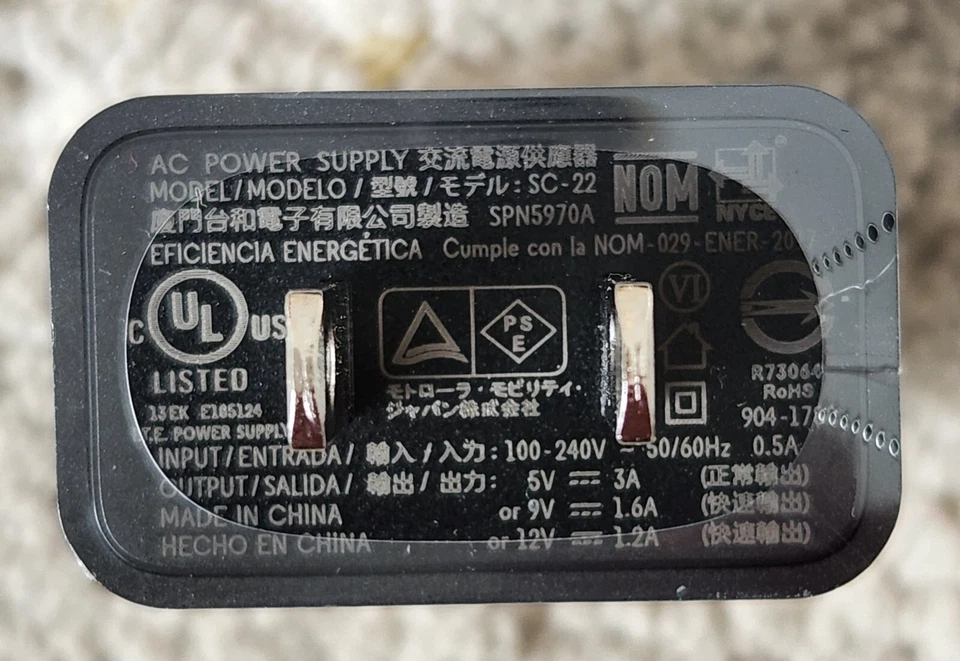 AC POWER SUPPLY 交流電源供應器
MODEL/MODELO/型號/モデル: SC-22
廈門台和電子有限公司製造 SPN5970A
NOM
NYCE
EFICIENCIA ENERGÉTICA Cumple con la NOM-029-ENER-20
C UL US
LISTED
13EK E185124
I.T.E. POWER SUPPLY
PS
E
モトローラ・モビリティ・
ジャパン株式会社
VI
R73064
RoHS
904-17
INPUT/ENTRADA/ 輸入/入力: 100-240V ~ 50/60Hz 0.5A
OUTPUT/SALIDA/ 輸出/出力: 5V ⎓ 3A (正常輸出)
MADE IN CHINA or 9V ⎓ 1.6A (快速輸出)
HECHO EN CHINA or 12V ⎓ 1.2A (快速輸出)